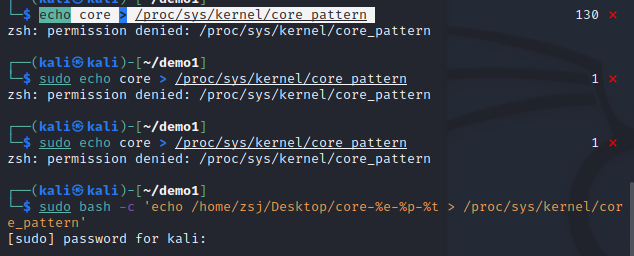 └─$ echo core > /proc/sys/kernel/core_pattern 130 ⨯
zsh: permission denied: /proc/sys/kernel/core_pattern
┌──(kali㉿kali)-[~/demo1]
└─$ sudo echo core > /proc/sys/kernel/core_pattern 1 ⨯
zsh: permission denied: /proc/sys/kernel/core_pattern
┌──(kali㉿kali)-[~/demo1]
└─$ sudo echo core > /proc/sys/kernel/core_pattern 1 ⨯
zsh: permission denied: /proc/sys/kernel/core_pattern
┌──(kali㉿kali)-[~/demo1]
└─$ sudo bash -c 'echo /home/zsj/Desktop/core-%e-%p-%t > /proc/sys/kernel/cor
e_pattern'
[sudo] password for kali: